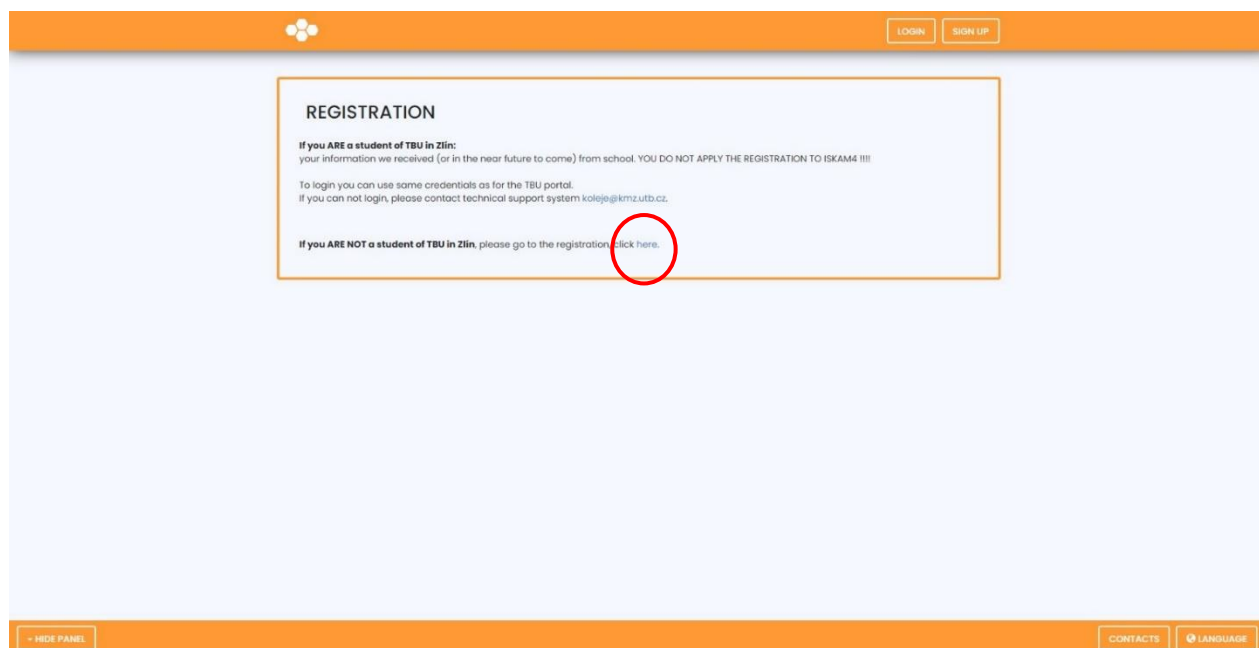 LOGIN SIGN UP
REGISTRATION
If you ARE a student of TBU in Zlín:
your information we received (or in the near future to come) from school. YOU DO NOT APPLY THE REGISTRATION TO ISKAM4 !!!!
To login you can use same credentials as for the TBU portal.
If you can not login, please contact technical support system koleje@kmz.utb.cz.
If you ARE NOT a student of TBU in Zlín, please go to the registration, click here.
- HIDE PANEL CONTACTS LANGUAGE